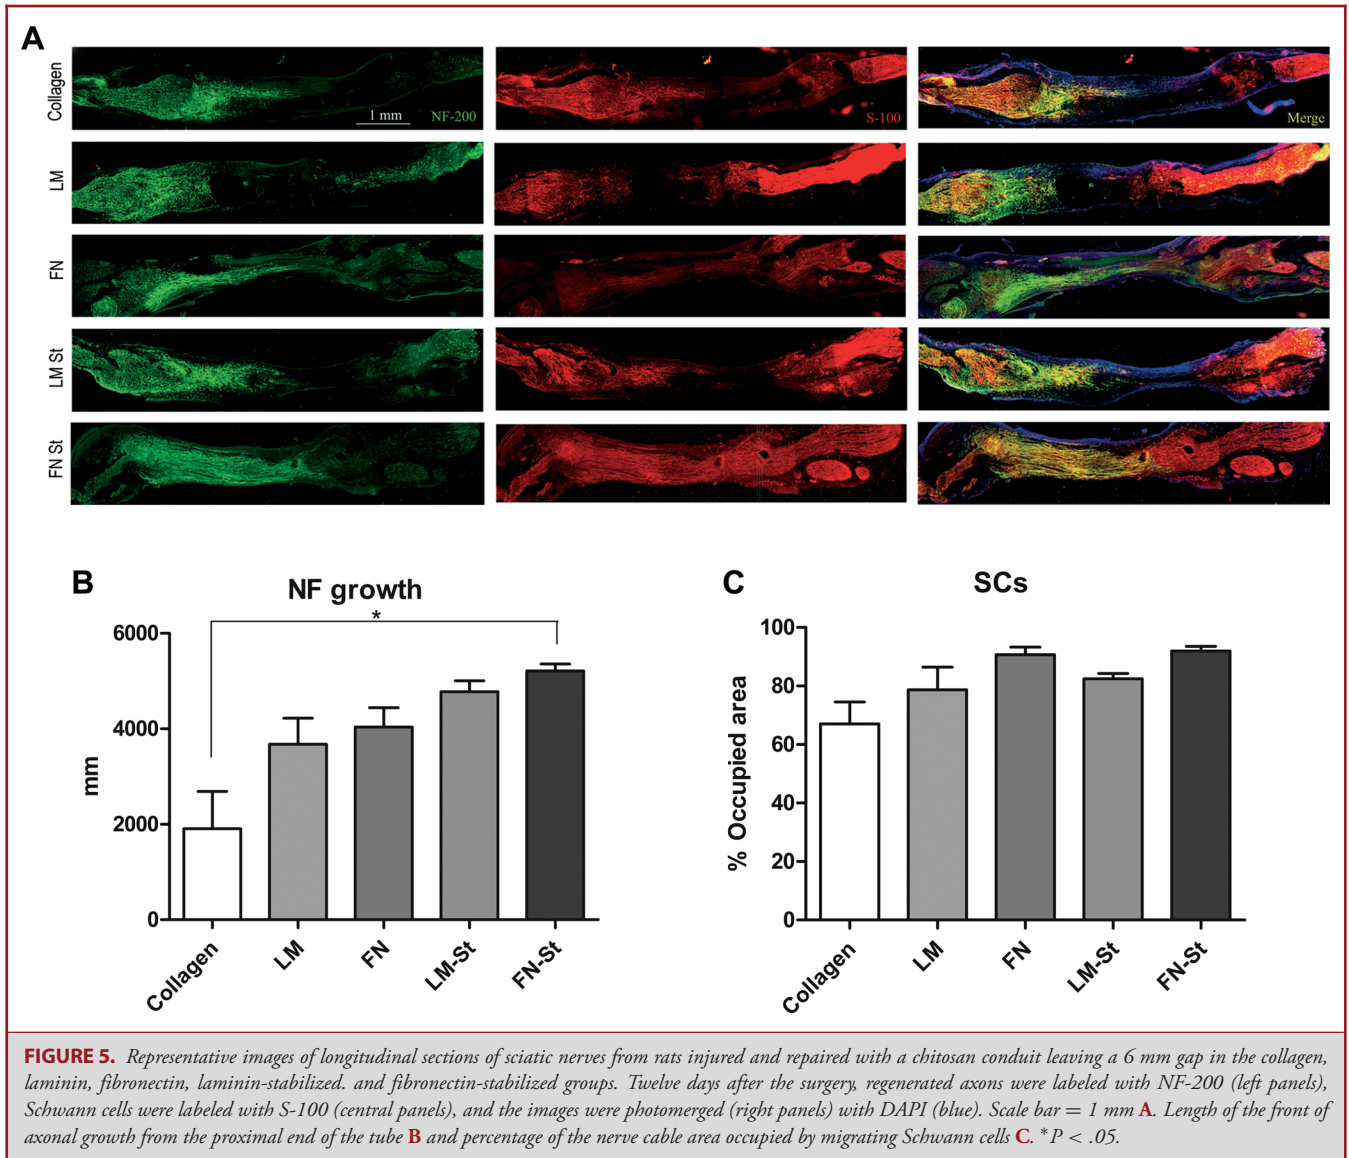 A
Collagen
1 mm
NF-200
S-100
Merge
LM
FN
LM St
FN St
B
NF growth
*
6000
4000
2000
0
mm
Collagen
LM
FN
LM-St
FN-St
C
SCs
100
80
60
40
20
0
% Occupied area
Collagen
LM
FN
LM-St
FN-St
FIGURE 5. Representative images of longitudinal sections of sciatic nerves from rats injured and repaired with a chitosan conduit leaving a 6 mm gap in the collagen,
laminin, fibronectin, laminin-stabilized. and fibronectin-stabilized groups. Twelve days after the surgery, regenerated axons were labeled with NF-200 (left panels),
Schwann cells were labeled with S-100 (central panels), and the images were photomerged (right panels) with DAPI (blue). Scale bar = 1 mm A. Length of the front of
axonal growth from the proximal end of the tube B and percentage of the nerve cable area occupied by migrating Schwann cells C. *P < .05.